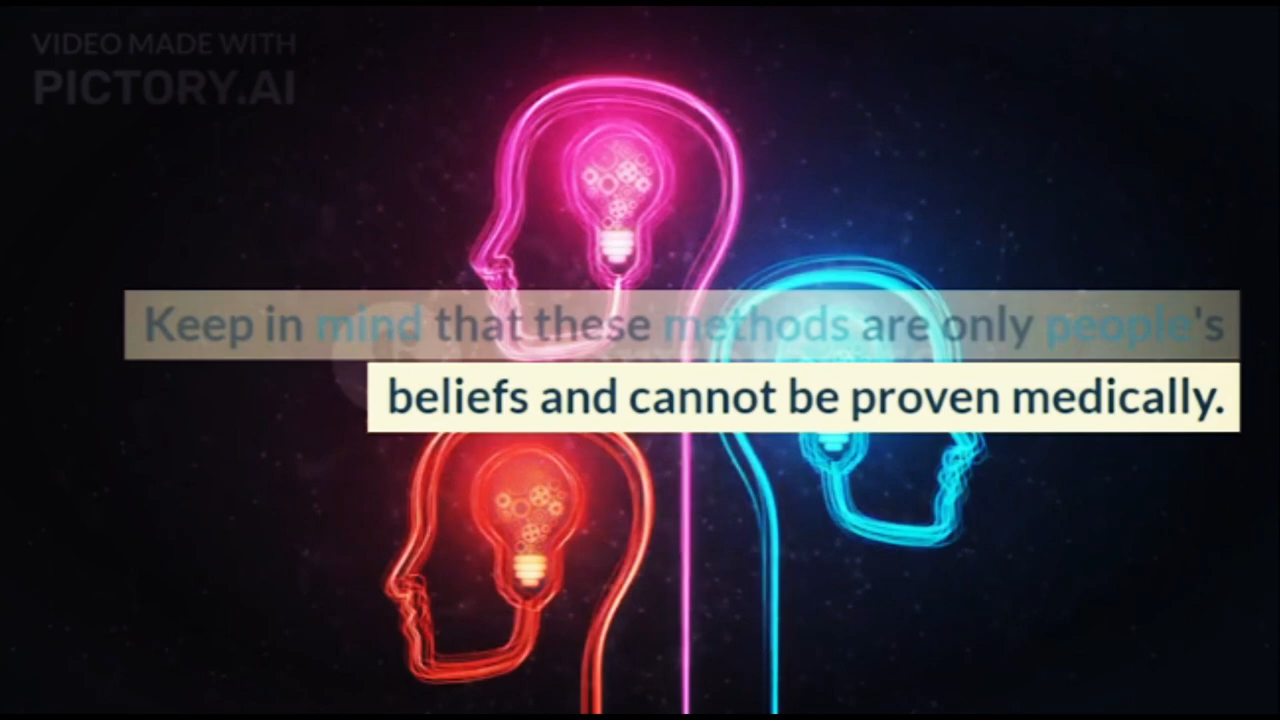 VIDEO MADE WITH
PICTORY.AI
Keep in mind that these methods are only people's
beliefs and cannot be proven medically.